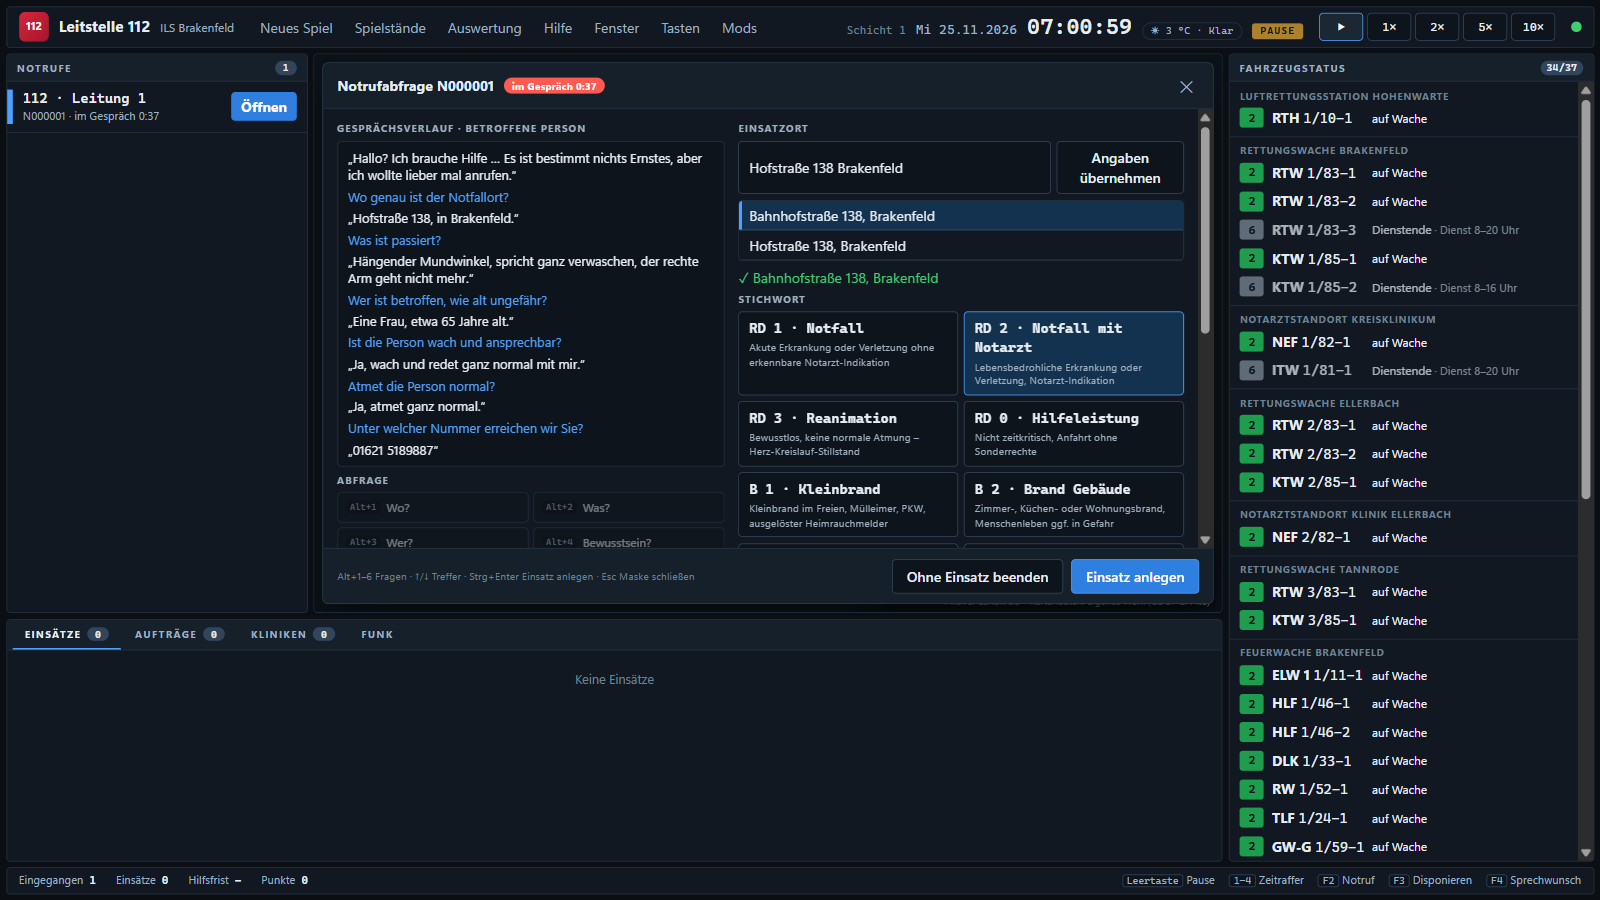 112 Leitstelle 112 ILS Brakenfeld Neues Spiel Spielstände Auswertung Hilfe Fenster Tasten Mods Schicht 1 Mi 25.11.2026 07:00:59 ☀ 3 °C · Klar PAUSE ▶ 1× 2× 5× 10×
NOTRUFE 1
112 · Leitung 1
N000001 · im Gespräch 0:37
Öffnen
Notrufabfrage N000001 im Gespräch 0:37
GESPRÄCHSVERLAUF · BETROFFENE PERSON
„Hallo? Ich brauche Hilfe … Es ist bestimmt nichts Ernstes, aber
ich wollte lieber mal anrufen.“
Wo genau ist der Notfallort?
„Hofstraße 138, in Brakenfeld.“
Was ist passiert?
„Hängender Mundwinkel, spricht ganz verwaschen, der rechte
Arm geht nicht mehr.“
Wer ist betroffen, wie alt ungefähr?
„Eine Frau, etwa 65 Jahre alt.“
Ist die Person wach und ansprechbar?
„Ja, wach und redet ganz normal mit mir.“
Atmet die Person normal?
„Ja, atmet ganz normal.“
Unter welcher Nummer erreichen wir Sie?
„01621 5189887“
ABFRAGE
Alt+1 Wo?
Alt+2 Was?
Alt+3 Wer?
Alt+4 Bewusstsein?
EINSATZORT
Hofstraße 138 Brakenfeld
Angaben
übernehmen
Bahnhofstraße 138, Brakenfeld
Hofstraße 138, Brakenfeld
✓ Bahnhofstraße 138, Brakenfeld
STICHWORT
RD 1 · Notfall
Akute Erkrankung oder Verletzung ohne
erkennbare Notarzt-Indikation
RD 2 · Notfall mit
Notarzt
Lebensbedrohliche Erkrankung oder
Verletzung, Notarzt-Indikation
RD 3 · Reanimation
Bewusstlos, keine normale Atmung –
Herz-Kreislauf-Stillstand
RD 0 · Hilfeleistung
Nicht zeitkritisch, Anfahrt ohne
Sonderrechte
B 1 · Kleinbrand
Kleinbrand im Freien, Mülleimer, PKW,
ausgelöster Heimrauchmelder
B 2 · Brand Gebäude
Zimmer-, Küchen- oder Wohnungsbrand,
Menschenleben ggf. in Gefahr
Alt+1–6 Fragen · ↑/↓ Treffer · Strg+Enter Einsatz anlegen · Esc Maske schließen
Ohne Einsatz beenden
Einsatz anlegen
EINSÄTZE 0 AUFTRÄGE 0 KLINIKEN 0 FUNK
Keine Einsätze
FAHRZEUGSTATUS 34/37
LUFTRETTUNGSSTATION HOHENWARTE
2 RTH 1/10–1 auf Wache
RETTUNGSWACHE BRAKENFELD
2 RTW 1/83–1 auf Wache
2 RTW 1/83–2 auf Wache
6 RTW 1/83–3 Dienstende · Dienst 8–20 Uhr
2 KTW 1/85–1 auf Wache
6 KTW 1/85–2 Dienstende · Dienst 8–16 Uhr
NOTARZTSTANDORT KREISKLINIKUM
2 NEF 1/82–1 auf Wache
6 ITW 1/81–1 Dienstende · Dienst 8–20 Uhr
RETTUNGSWACHE ELLERBACH
2 RTW 2/83–1 auf Wache
2 RTW 2/83–2 auf Wache
2 KTW 2/85–1 auf Wache
NOTARZTSTANDORT KLINIK ELLERBACH
2 NEF 2/82–1 auf Wache
RETTUNGSWACHE TANNRODE
2 RTW 3/83–1 auf Wache
2 KTW 3/85–1 auf Wache
FEUERWACHE BRAKENFELD
2 ELW 1 1/11–1 auf Wache
2 HLF 1/46–1 auf Wache
2 HLF 1/46–2 auf Wache
2 DLK 1/33–1 auf Wache
2 RW 1/52–1 auf Wache
2 TLF 1/24–1 auf Wache
2 GW-G 1/59–1 auf Wache
Eingegangen 1 Einsätze 0 Hilfsfrist – Punkte 0
Leertaste Pause 1–4 Zeitraffer F2 Notruf F3 Disponieren F4 Sprechwunsch